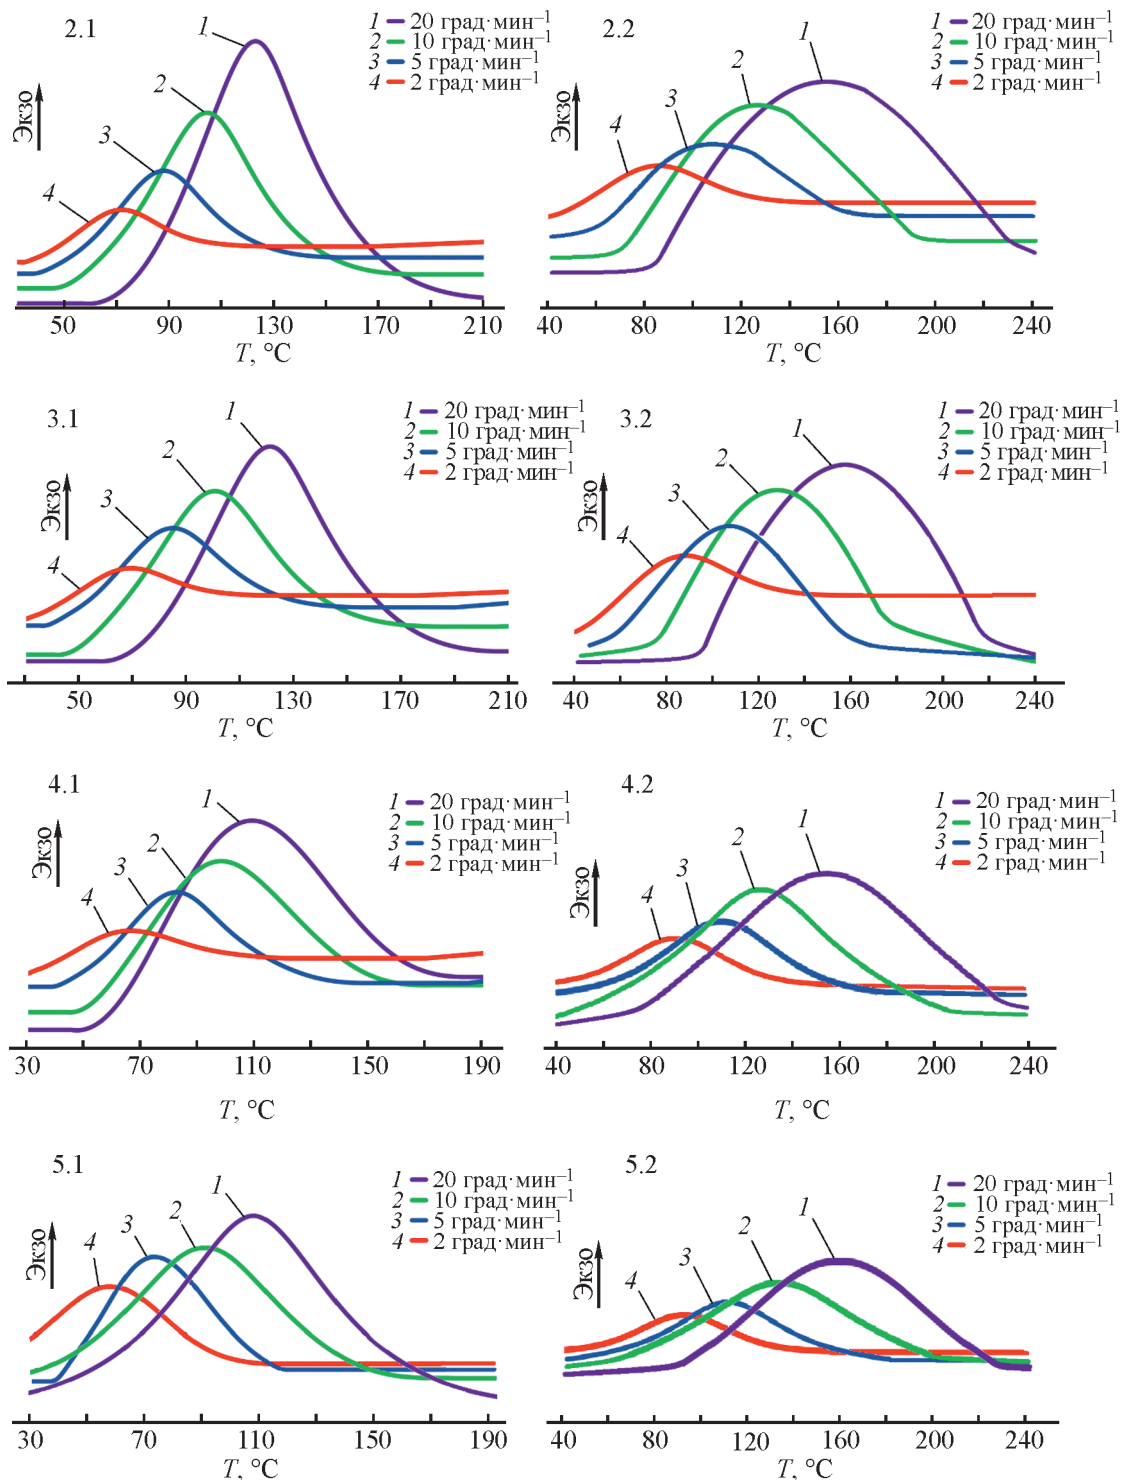 2.1
1 20 град·мин⁻¹
2 10 град·мин⁻¹
3 5 град·мин⁻¹
4 2 град·мин⁻¹
Экзо
1
2
3
4
50 90 130 170 210
T, °C
2.2
1 20 град·мин⁻¹
2 10 град·мин⁻¹
3 5 град·мин⁻¹
4 2 град·мин⁻¹
Экзо
1
2
3
4
40 80 120 160 200 240
T, °C
3.1
1 20 град·мин⁻¹
2 10 град·мин⁻¹
3 5 град·мин⁻¹
4 2 град·мин⁻¹
Экзо
1
2
3
4
50 90 130 170 210
T, °C
3.2
1 20 град·мин⁻¹
2 10 град·мин⁻¹
3 5 град·мин⁻¹
4 2 град·мин⁻¹
Экзо
1
2
3
4
40 80 120 160 200 240
T, °C
4.1
1 20 град·мин⁻¹
2 10 град·мин⁻¹
3 5 град·мин⁻¹
4 2 град·мин⁻¹
Экзо
1
2
3
4
30 70 110 150 190
T, °C
4.2
1 20 град·мин⁻¹
2 10 град·мин⁻¹
3 5 град·мин⁻¹
4 2 град·мин⁻¹
Экзо
1
2
3
4
40 80 120 160 200 240
T, °C
5.1
1 20 град·мин⁻¹
2 10 град·мин⁻¹
3 5 град·мин⁻¹
4 2 град·мин⁻¹
Экзо
1
2
3
4
30 70 110 150 190
T, °C
5.2
1 20 град·мин⁻¹
2 10 град·мин⁻¹
3 5 град·мин⁻¹
4 2 град·мин⁻¹
Экзо
1
2
3
4
40 80 120 160 200 240
T, °C